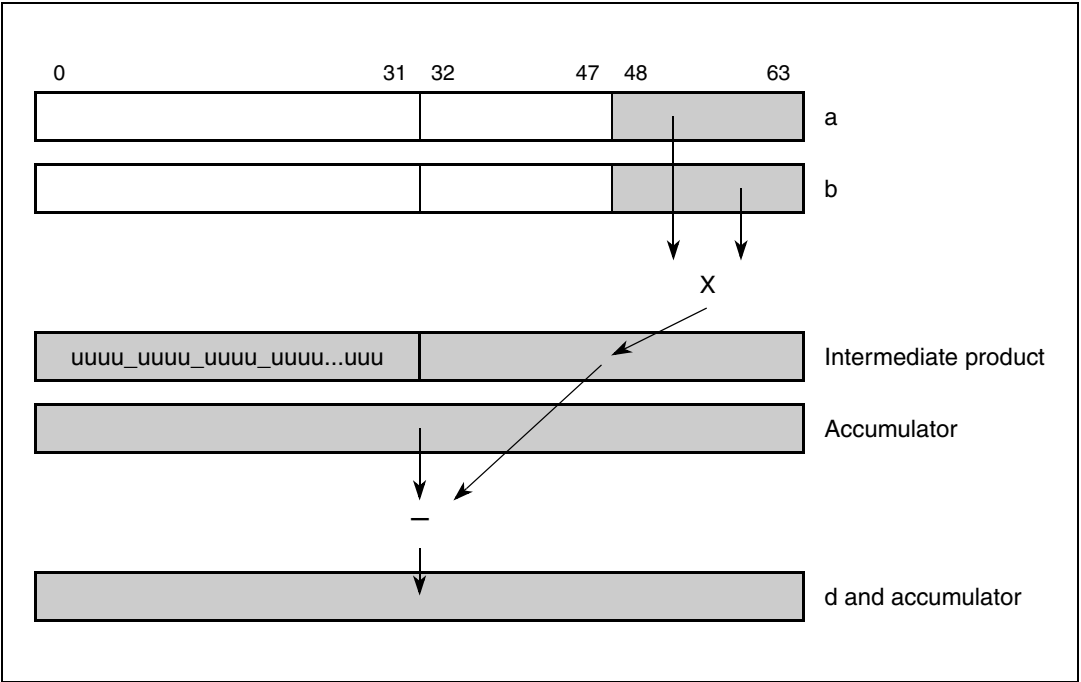 0 31 32 47 48 63
a
b
X
uuuu_uuuu_uuuu_uuuu...uuu Intermediate product
Accumulator
–
d and accumulator